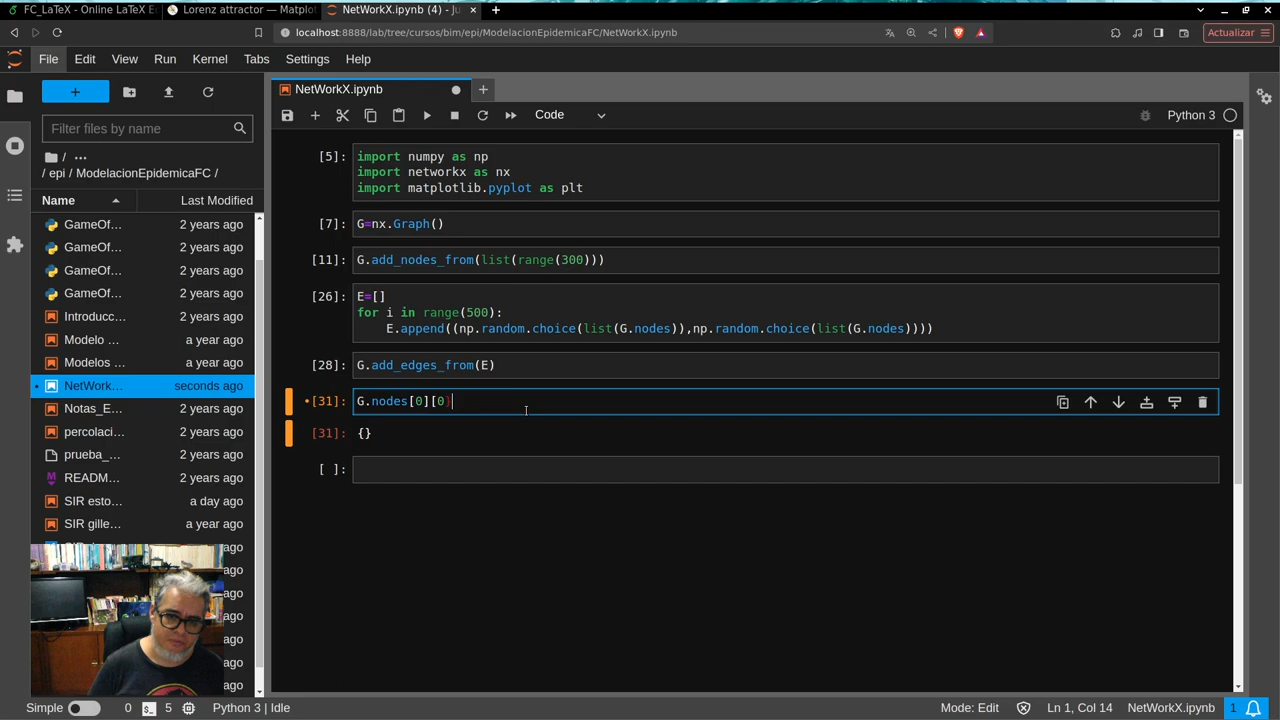 FC_LaTeX - Online LaTeX E
Lorenz attractor — Matplotl
NetWorkX.ipynb (4) - Ju
localhost:8888/lab/tree/cursos/bim/epi/ModelacionEpidemicaFC/NetWorkX.ipynb
Actualizar
File Edit View Run Kernel Tabs Settings Help
NetWorkX.ipynb
Code
Python 3
Filter files by name
/ ...
/ epi / ModelacionEpidemicaFC /
Name Last Modified
GameOf... 2 years ago
GameOf... 2 years ago
GameOf... 2 years ago
GameOf... 2 years ago
Introducc... 2 years ago
Modelo ... a year ago
Modelos ... a year ago
NetWork... seconds ago
Notas_E... 2 years ago
percolaci... 2 years ago
prueba_... 2 years ago
READM... 2 years ago
SIR esto... a day ago
SIR gille... a year ago
ago
ago
ago
ago
ago
ago
ago
[5]: import numpy as np
import networkx as nx
import matplotlib.pyplot as plt
[7]: G=nx.Graph()
[11]: G.add_nodes_from(list(range(300)))
[26]: E=[]
for i in range(500):
E.append((np.random.choice(list(G.nodes)),np.random.choice(list(G.nodes))))
[28]: G.add_edges_from(E)
•[31]: G.nodes[0][0}
[31]: {}
[ ]:
Simple 0 5 Python 3 | Idle
Mode: Edit Ln 1, Col 14 NetWorkX.ipynb 1